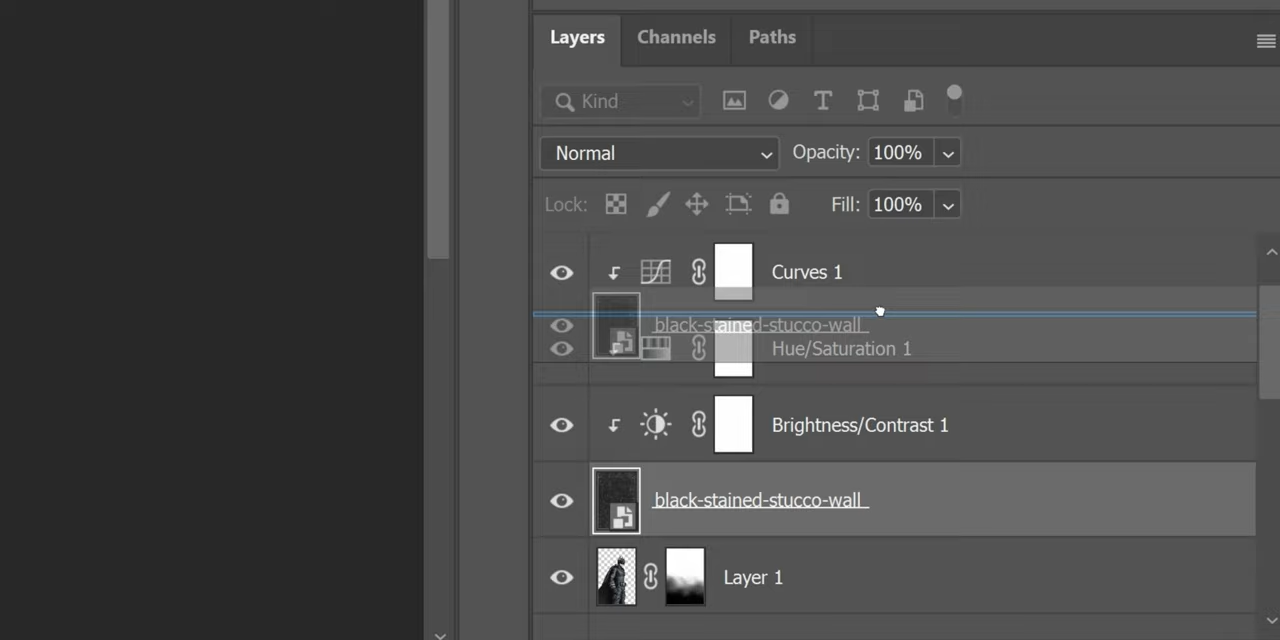 Layers Channels Paths
Kind
Normal Opacity: 100%
Lock: Fill: 100%
Curves 1
black-stained-stucco-wall
Hue/Saturation 1
Brightness/Contrast 1
black-stained-stucco-wall
Layer 1